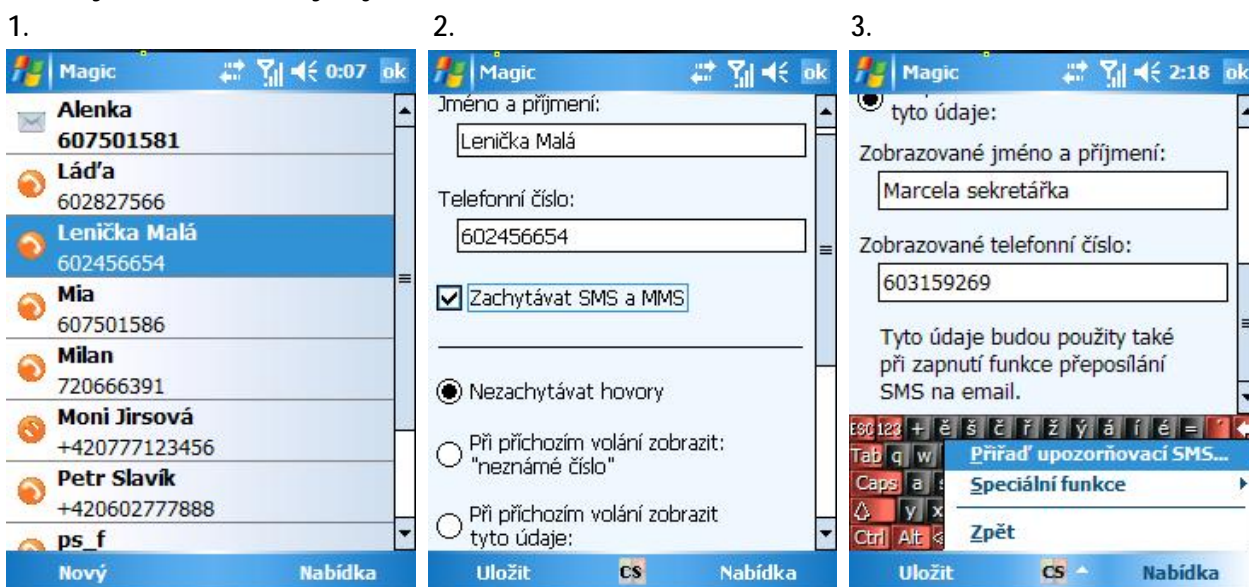 1.
Magic 0:07 ok
Alenka
607501581
Láďa
602827566
Lenička Malá
602456654
Mia
607501586
Milan
720666391
Moni Jirsová
+420777123456
Petr Slavík
+420602777888
ps_f
Nový Nabídka
2.
Magic ok
Jméno a příjmení:
Lenička Malá
Telefonní číslo:
602456654
Zachytávat SMS a MMS
Nezachytávat hovory
Při příchozím volání zobrazit:
"neznámé číslo"
Při příchozím volání zobrazit
tyto údaje:
Uložit CS Nabídka
3.
Magic 2:18 ok
tyto údaje:
Zobrazované jméno a příjmení:
Marcela sekretářka
Zobrazované telefonní číslo:
603159269
Tyto údaje budou použity také
při zapnutí funkce přeposílání
SMS na email.
ESC 123 + ě š č ř ž ý á í é = ´
Tab q w
Přiřaď upozorňovací SMS...
Caps a
Speciální funkce
y x
Ctrl Alt
Zpět
Uložit CS Nabídka